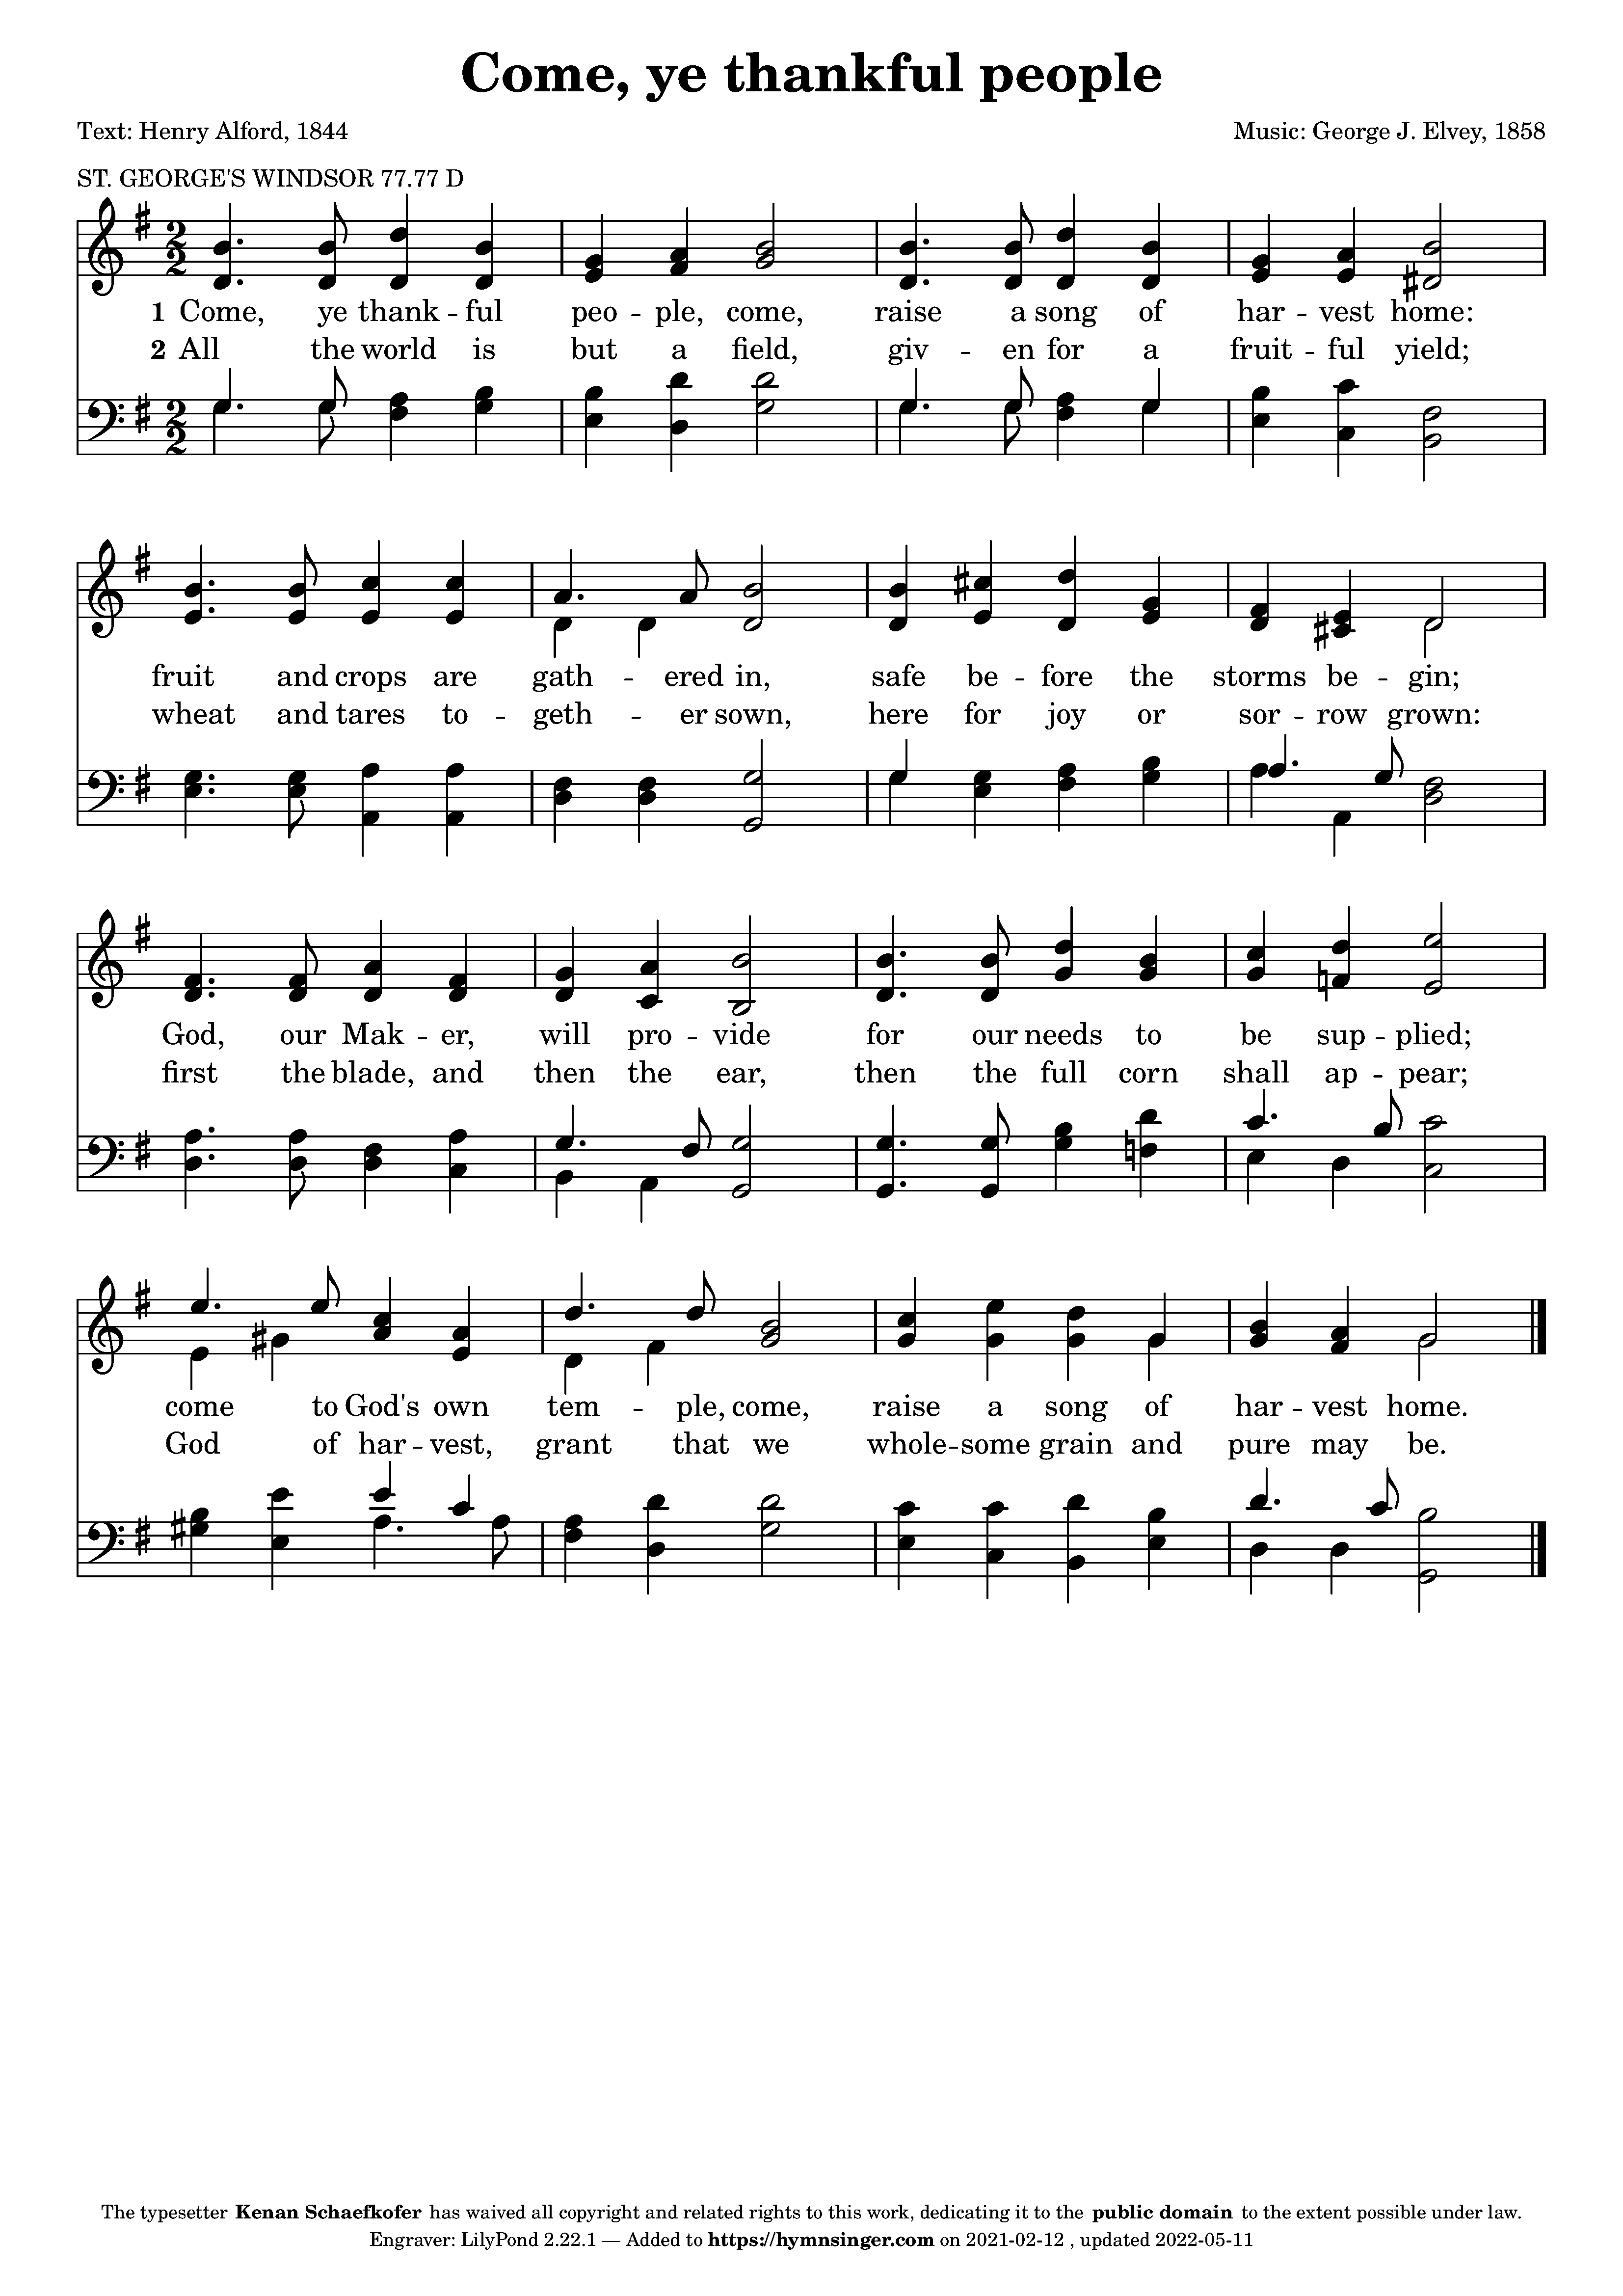 Come, ye thankful people
Text: Henry Alford, 1844 Music: George J. Elvey, 1858
ST. GEORGE'S WINDSOR 77.77 D
1 Come, ye thank -- ful peo -- ple, come, raise a song of har -- vest home:
2 All the world is but a field, giv -- en for a fruit -- ful yield;
fruit and crops are gath -- ered in, safe be -- fore the storms be -- gin;
wheat and tares to -- geth -- er sown, here for joy or sor -- row grown:
God, our Mak -- er, will pro -- vide for our needs to be sup -- plied;
first the blade, and then the ear, then the full corn shall ap -- pear;
come to God's own tem -- ple, come, raise a song of har -- vest home.
God of har -- vest, grant that we whole -- some grain and pure may be.
The typesetter Kenan Schaefkofer has waived all copyright and related rights to this work, dedicating it to the public domain to the extent possible under law.
Engraver: LilyPond 2.22.1 — Added to https://hymnsinger.com on 2021-02-12 , updated 2022-05-11